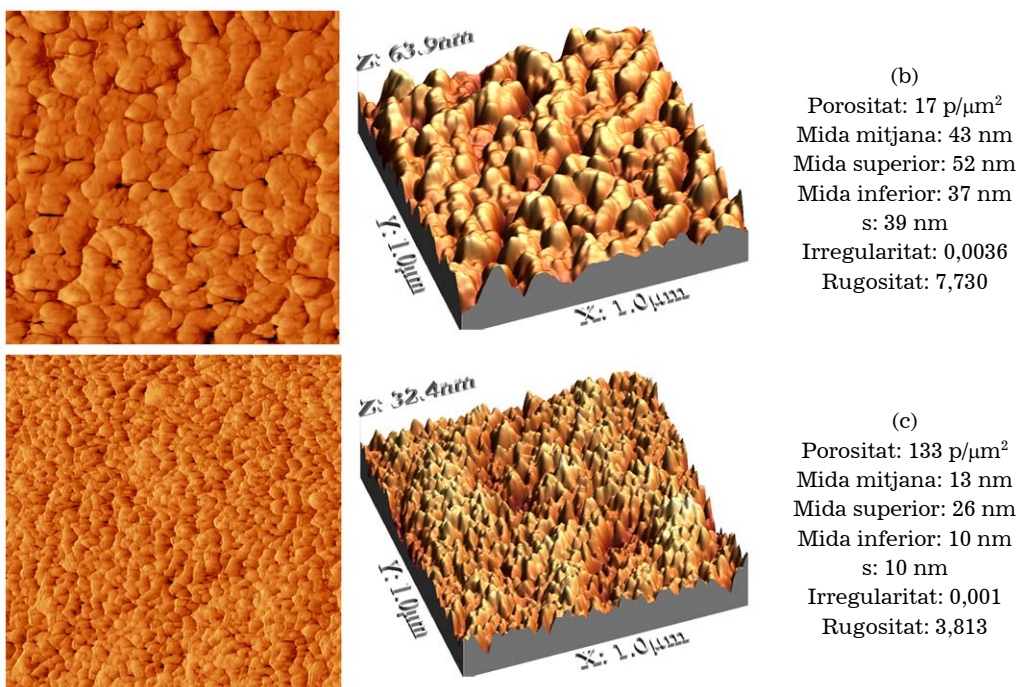 Z: 63.9nm
Y: 1.0µm
X: 1.0µm
(b)
Porositat: 17 p/µm²
Mida mitjana: 43 nm
Mida superior: 52 nm
Mida inferior: 37 nm
s: 39 nm
Irregularitat: 0,0036
Rugositat: 7,730
Z: 32.4nm
Y: 1.0µm
X: 1.0µm
(c)
Porositat: 133 p/µm²
Mida mitjana: 13 nm
Mida superior: 26 nm
Mida inferior: 10 nm
s: 10 nm
Irregularitat: 0,001
Rugositat: 3,813